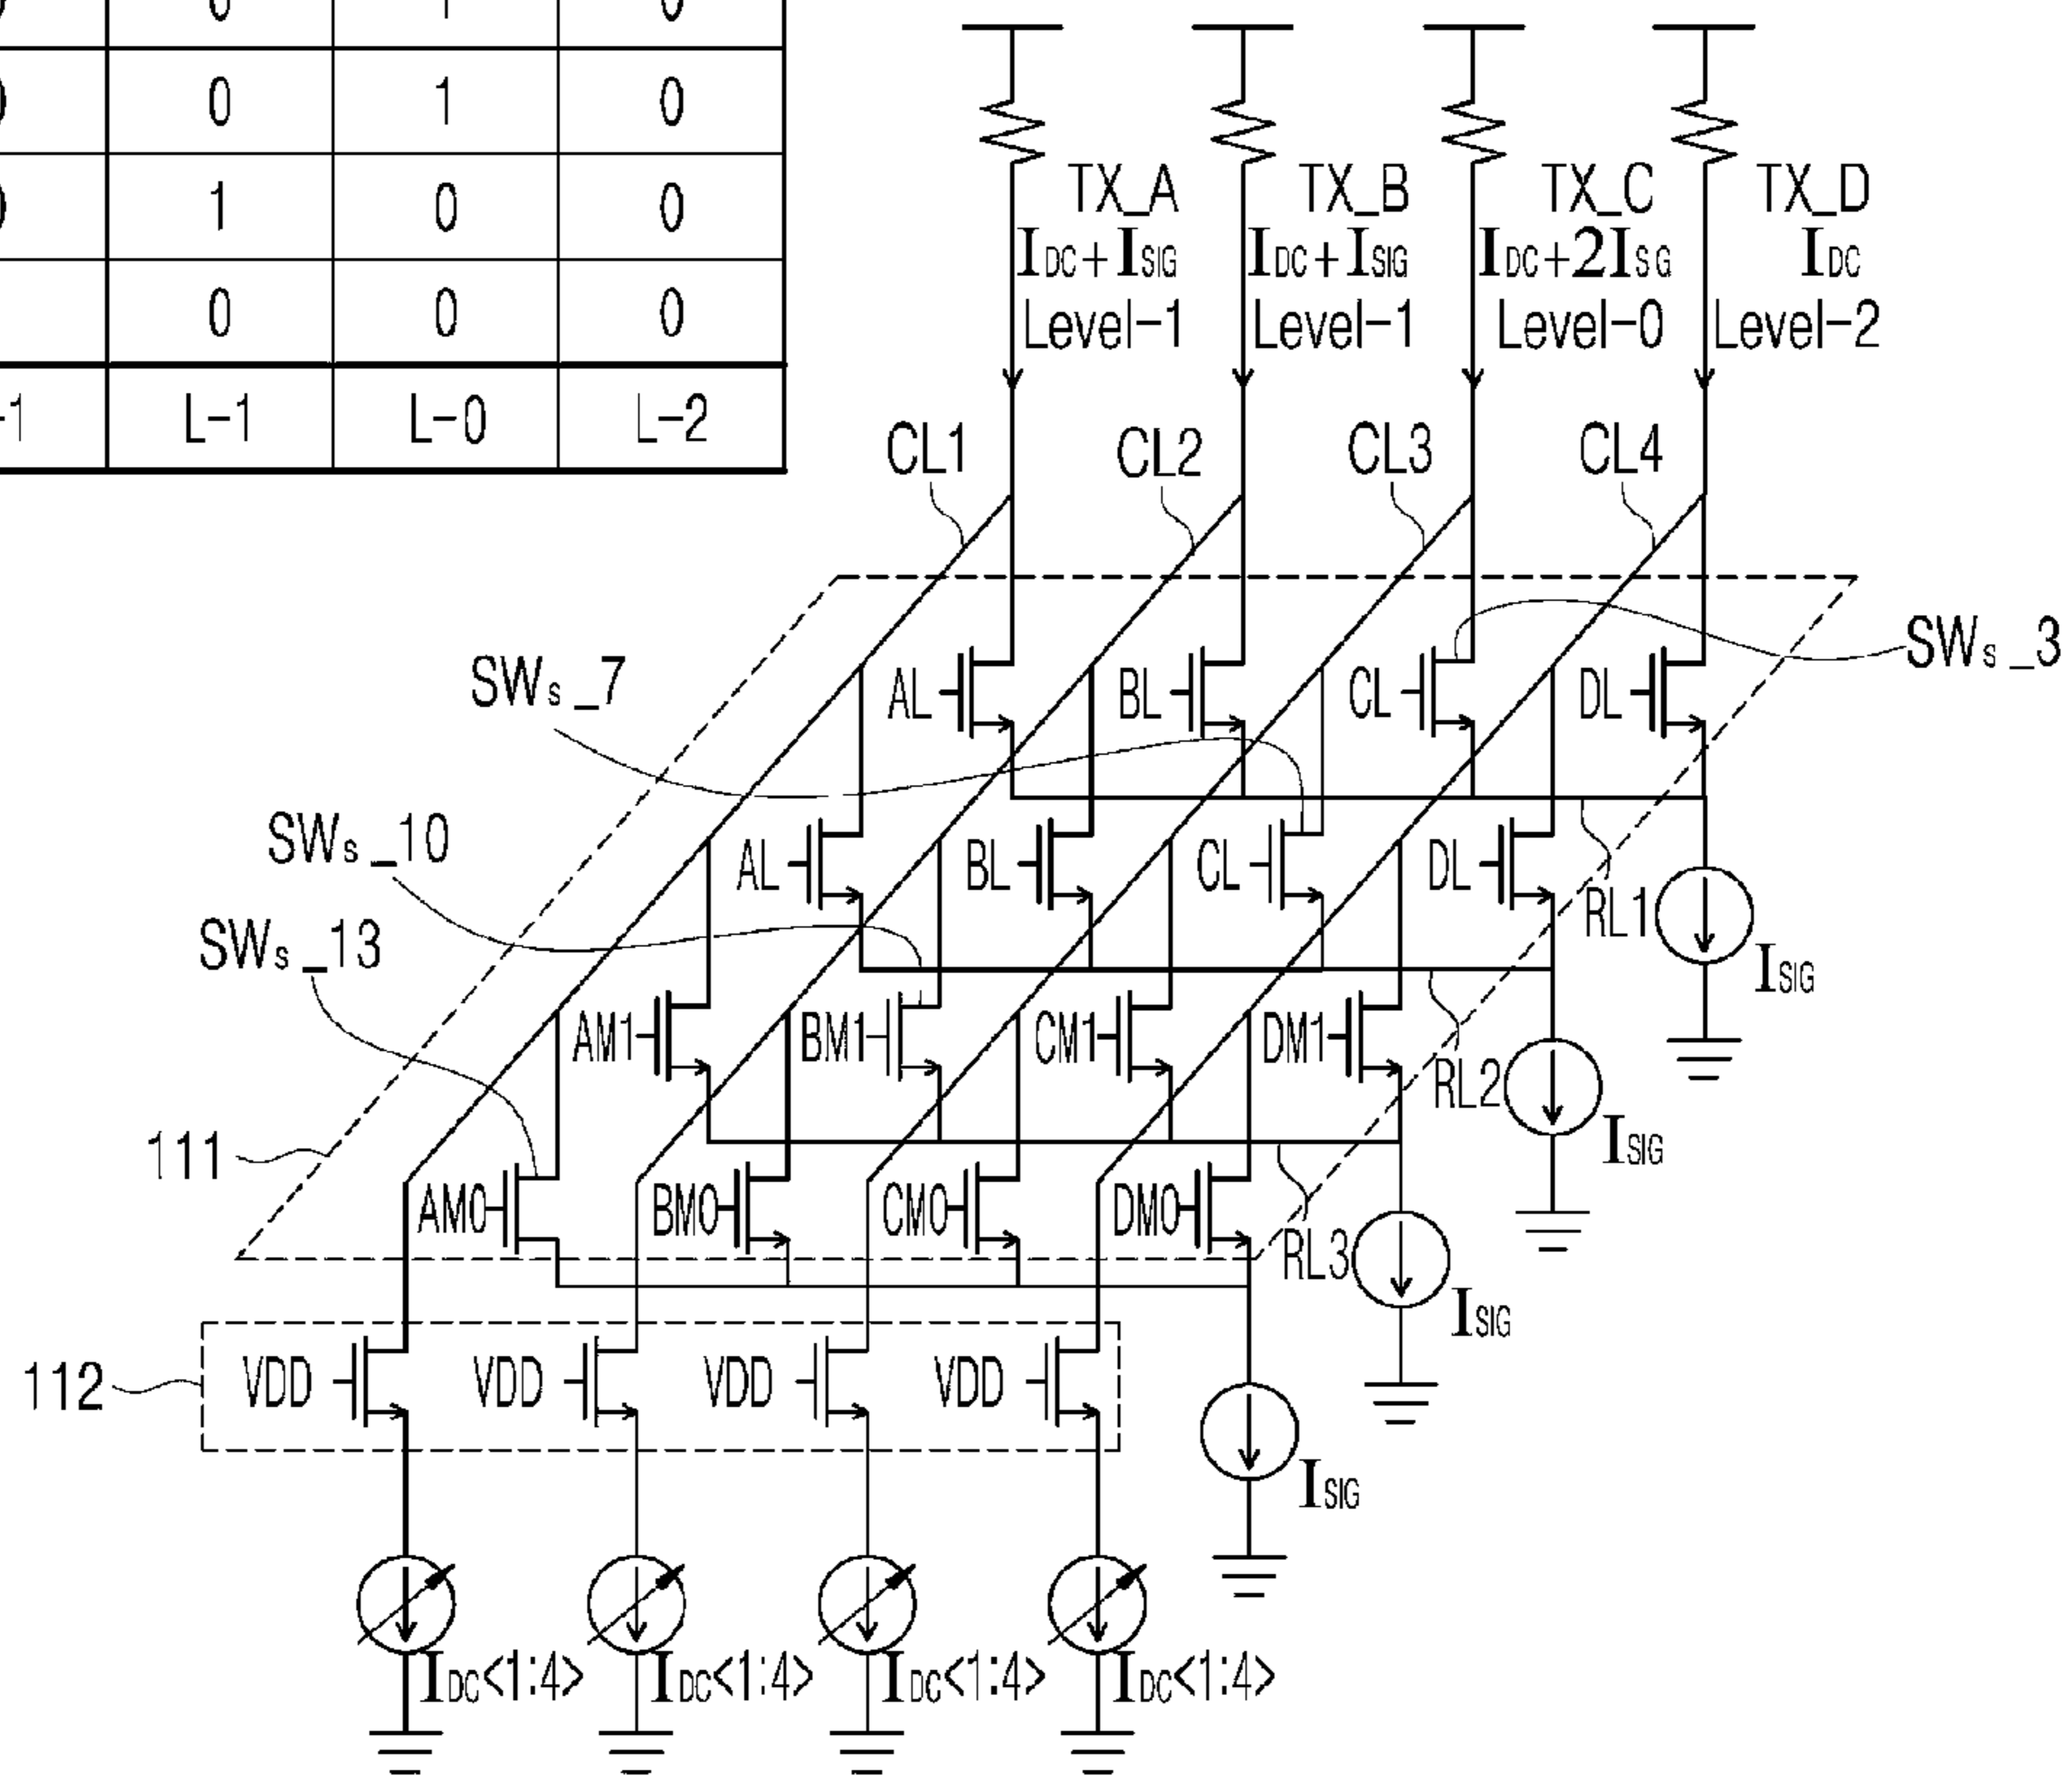 0 1 0
1 0 0
0 0 0
L-1 L-0 L-2
TX_A TX_B TX_C TX_D
IDC+ISIG IDC+ISIG IDC+2IS G IDC
Level-1 Level-1 Level-0 Level-2
CL1 CL2 CL3 CL4
SWs_3
SWs_7 AL BL CL DL
SWs_10 AL BL CL DL RL1
SWs_13 ISIG
AM1 BM1 CM1 DM1 RL2
111 ISIG
AM0 BM0 CM0 DM0 RL3
ISIG
112 VDD VDD VDD VDD
ISIG
IDC<1:4> IDC<1:4> IDC<1:4> IDC<1:4>